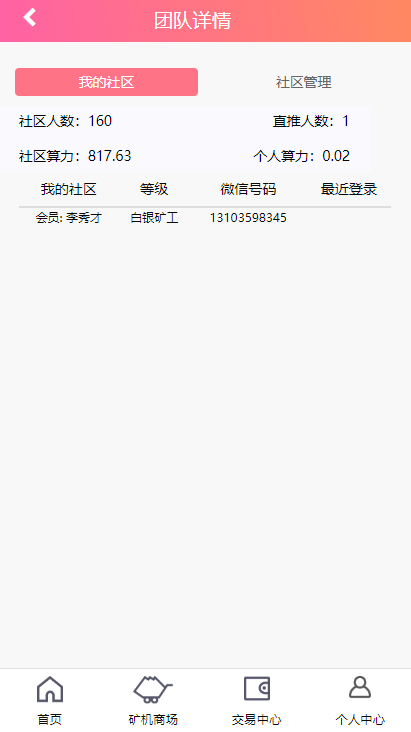 团队详情
我的社区 社区管理
社区人数：160 直推人数：1
社区算力：817.63 个人算力：0.02
我的社区 等级 微信号码 最近登录
会员: 李秀才 白银矿工 13103598345
首页 矿机商场 交易中心 个人中心